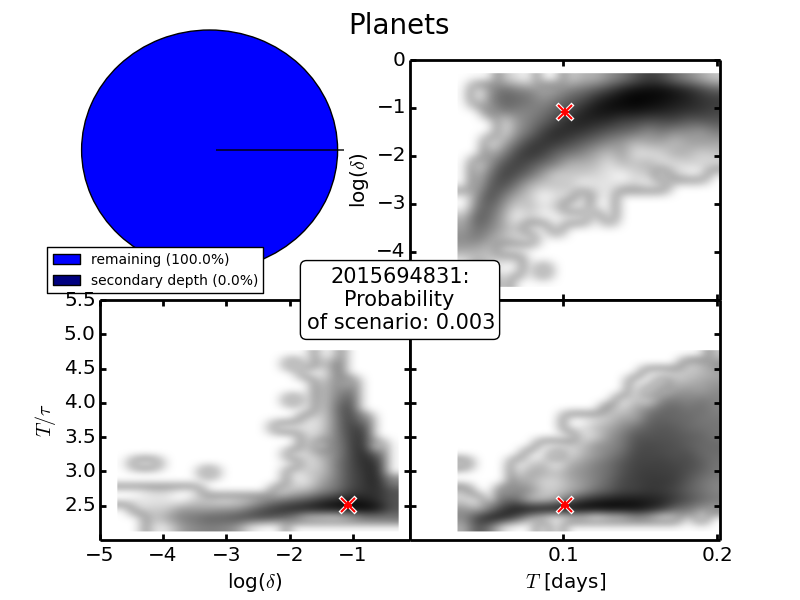 Planets
remaining (100.0%)
secondary depth (0.0%)
0
−1
−2
−3
−4
log(δ)
2015694831:
Probability
of scenario: 0.003
5.5
5.0
4.5
4.0
3.5
3.0
2.5
T/τ
−5 −4 −3 −2 −1
log(δ)
0.1 0.2
T [days]